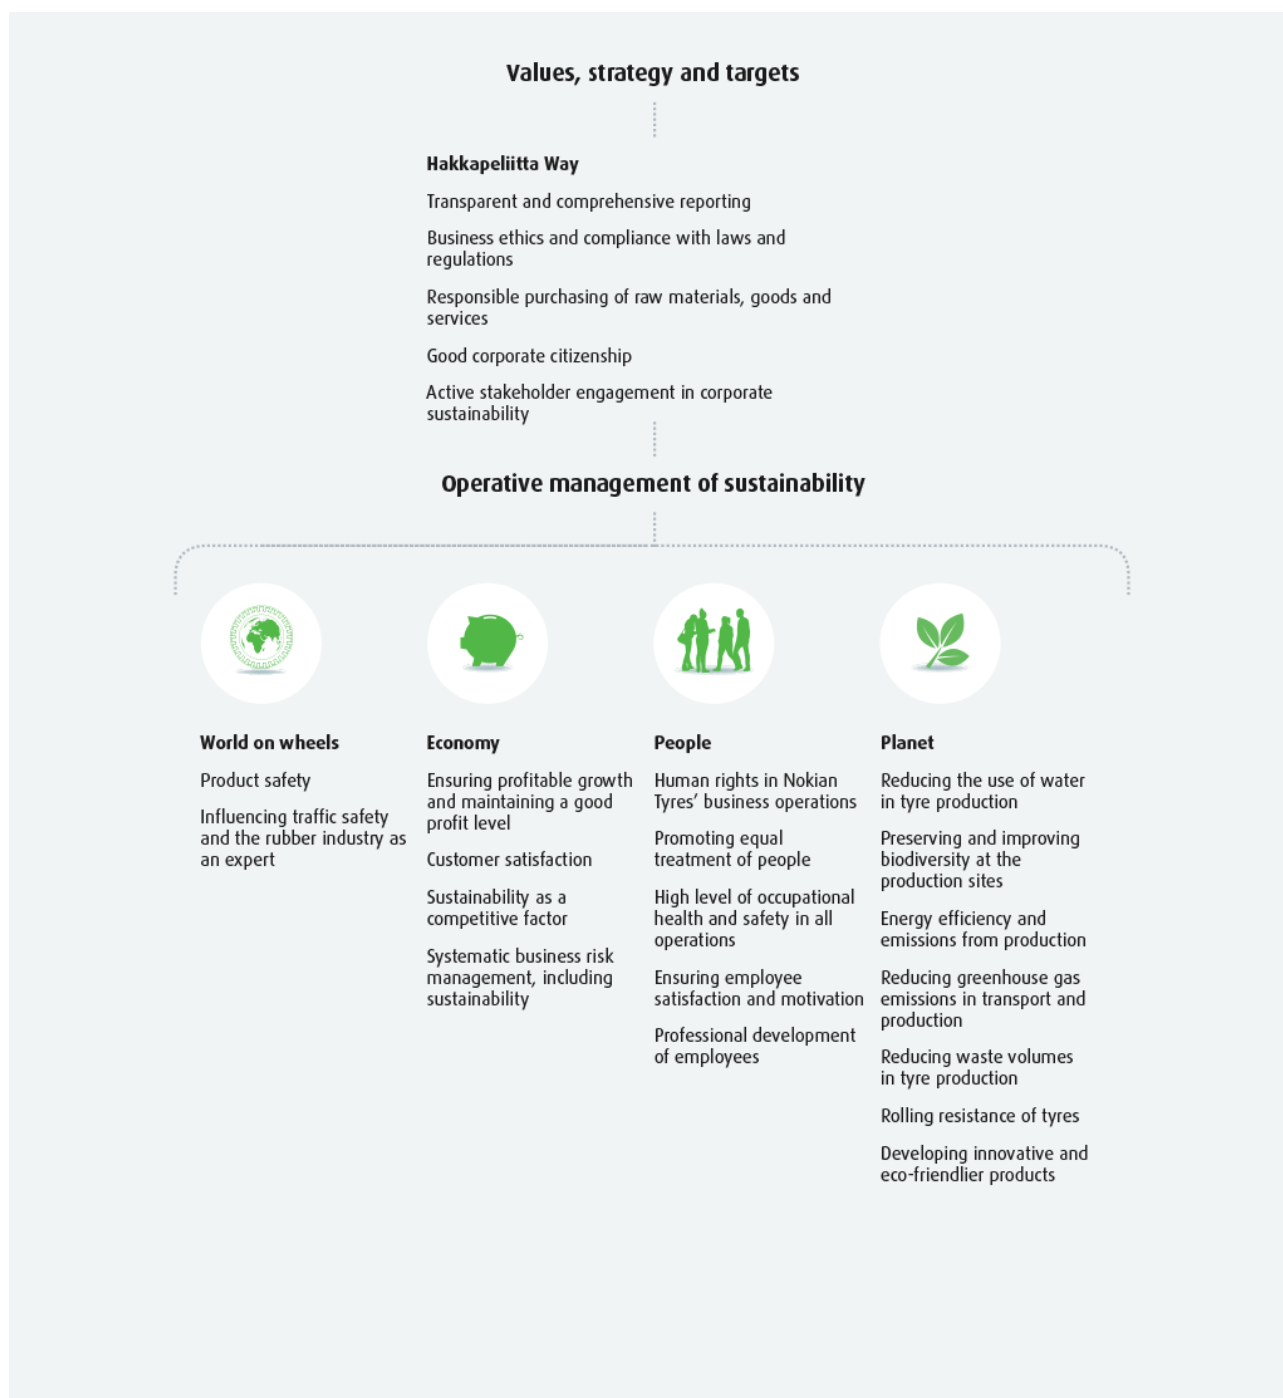 Values, strategy and targets
Hakkapeliitta Way
Transparent and comprehensive reporting
Business ethics and compliance with laws and
regulations
Responsible purchasing of raw materials, goods and
services
Good corporate citizenship
Active stakeholder engagement in corporate
sustainability
Operative management of sustainability
World on wheels
Product safety
Influencing traffic safety
and the rubber industry as
an expert
Economy
Ensuring profitable growth
and maintaining a good
profit level
Customer satisfaction
Sustainability as a
competitive factor
Systematic business risk
management, including
sustainability
People
Human rights in Nokian
Tyres’ business operations
Promoting equal
treatment of people
High level of occupational
health and safety in all
operations
Ensuring employee
satisfaction and motivation
Professional development
of employees
Planet
Reducing the use of water
in tyre production
Preserving and improving
biodiversity at the
production sites
Energy efficiency and
emissions from production
Reducing greenhouse gas
emissions in transport and
production
Reducing waste volumes
in tyre production
Rolling resistance of tyres
Developing innovative and
eco-friendlier products